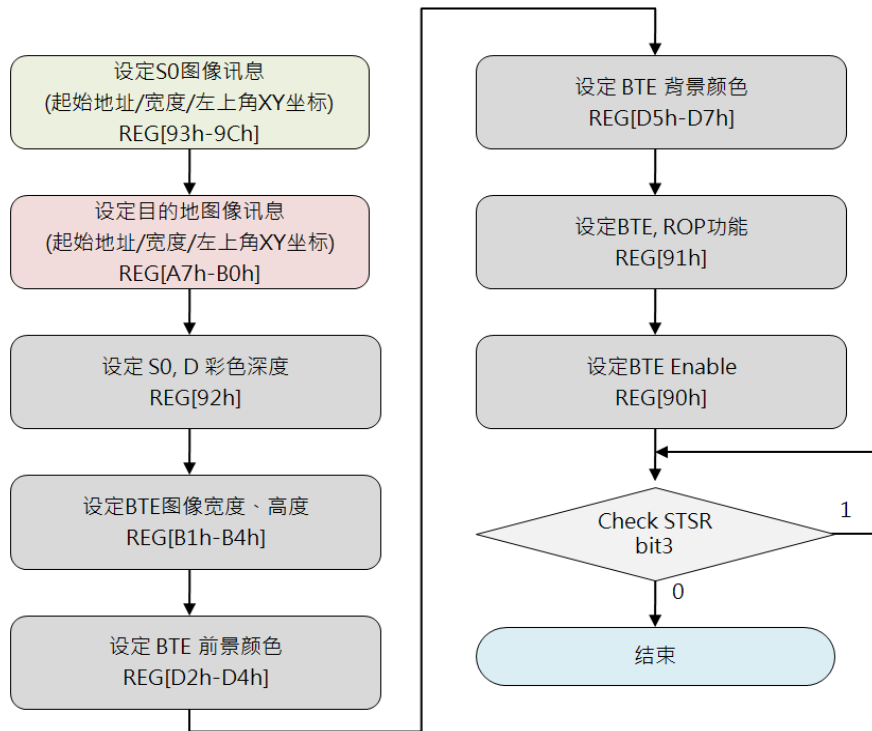 设定S0图像讯息
(起始地址/宽度/左上角XY坐标)
REG[93h-9Ch]
设定目的地图像讯息
(起始地址/宽度/左上角XY坐标)
REG[A7h-B0h]
设定 S0, D 彩色深度
REG[92h]
设定BTE图像宽度、高度
REG[B1h-B4h]
设定 BTE 前景颜色
REG[D2h-D4h]
设定 BTE 背景颜色
REG[D5h-D7h]
设定BTE, ROP功能
REG[91h]
设定BTE Enable
REG[90h]
Check STSR
bit3
1
0
结束